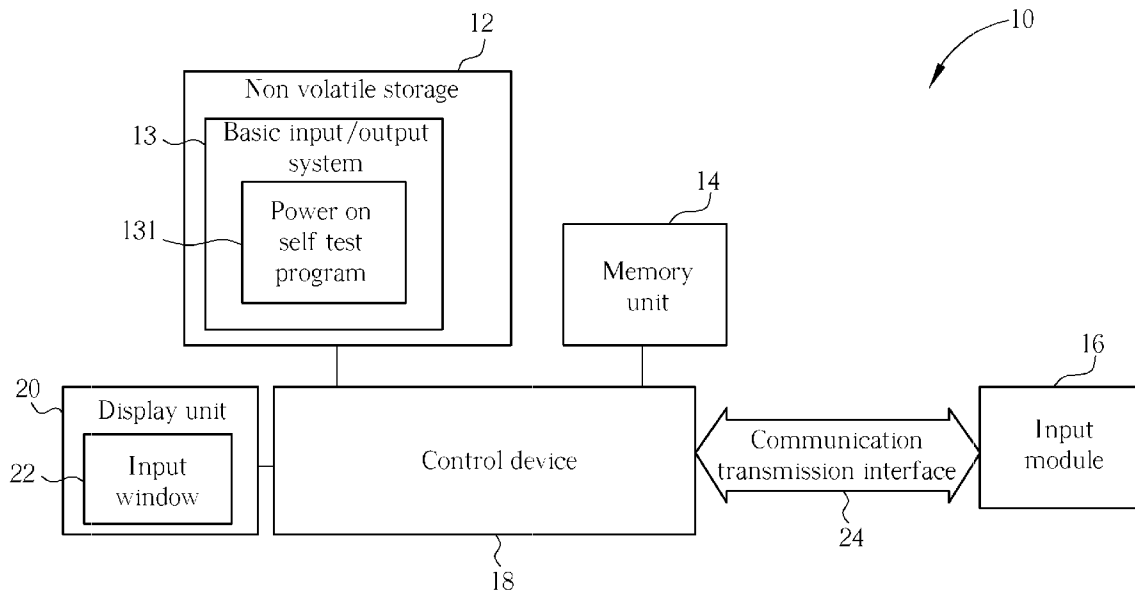 10
12
Non volatile storage
13
Basic input/output
system
131
Power on
self test
program
14
Memory
unit
16
Input
module
20
Display unit
22
Input
window
Control device
18
Communication
transmission interface
24